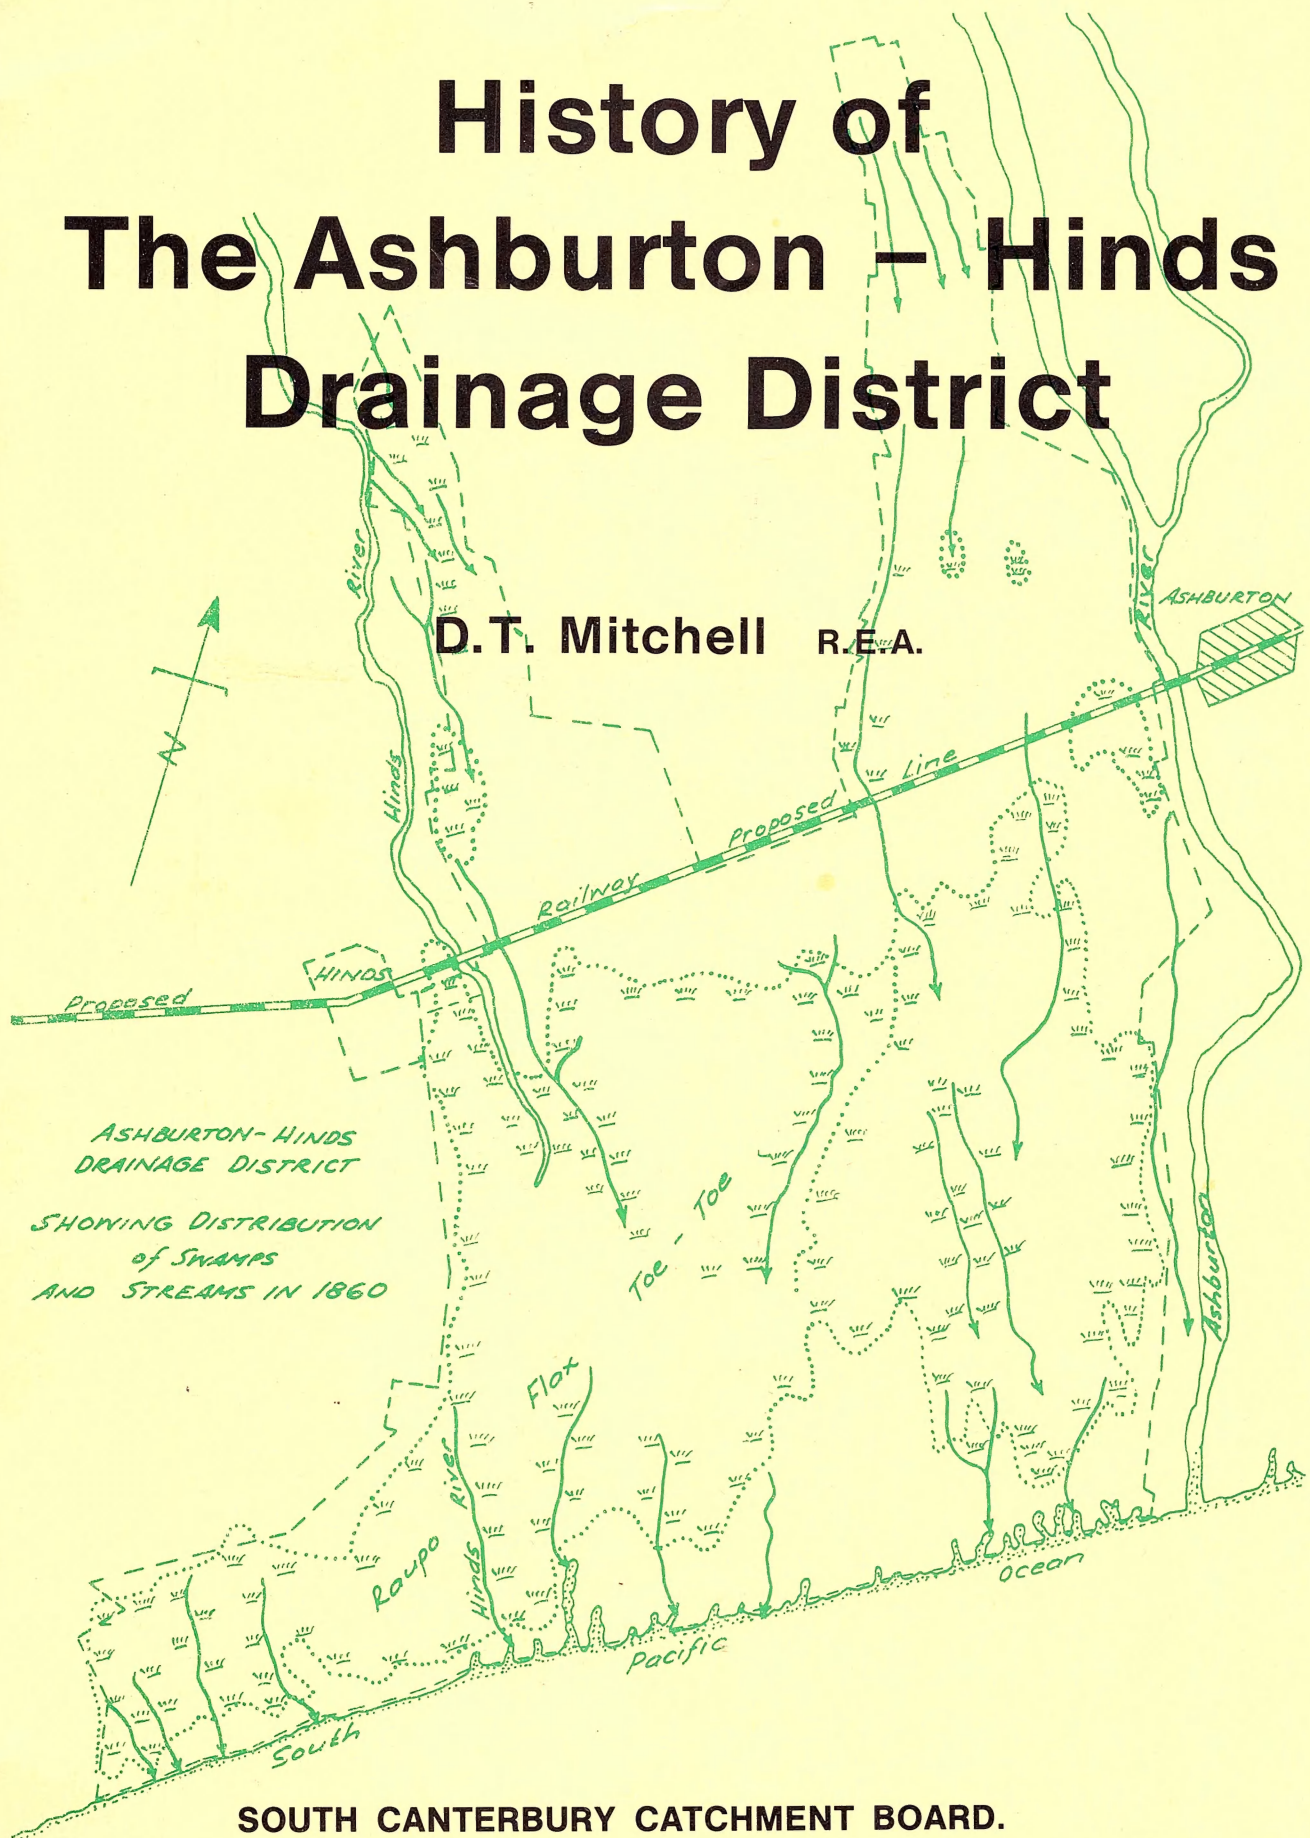 History of
The Ashburton – Hinds
Drainage District
D.T. Mitchell R.E.A.
River
River
ASHBURTON
N
Hinds
Proposed Line
Railway
HINDS
Proposed
ASHBURTON-HINDS
DRAINAGE DISTRICT
SHOWING DISTRIBUTION
of SWAMPS
AND STREAMS IN 1860
Toe - Toe
Ashburton
Flax
River
Raupo
Hinds
Ocean
Pacific
South
SOUTH CANTERBURY CATCHMENT BOARD.